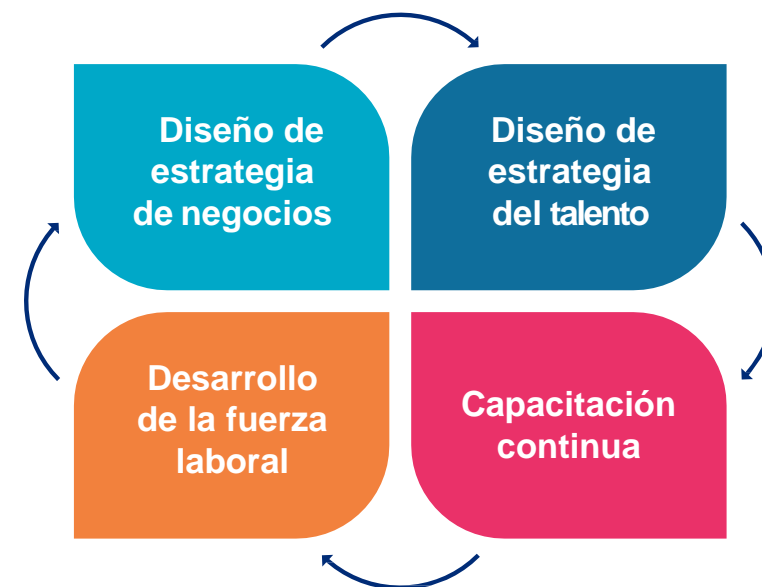 Diseño de
estrategia
de negocios
Diseño de
estrategia
del talento
Desarrollo
de la fuerza
laboral
Capacitación
continua